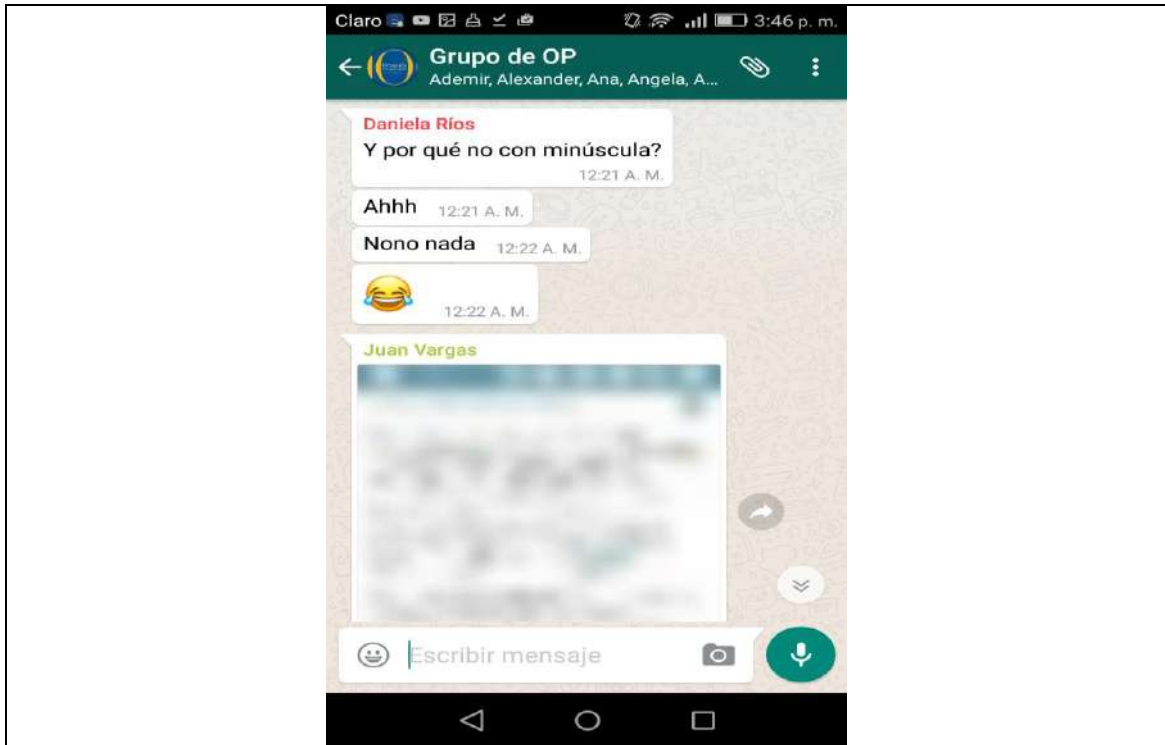 Claro 3:46 p. m.
Grupo de OP
Ademir, Alexander, Ana, Angela, A...
Daniela Ríos
Y por qué no con minúscula?
12:21 A. M.
Ahhh 12:21 A. M.
Nono nada 12:22 A. M.
12:22 A. M.
Juan Vargas
Escribir mensaje